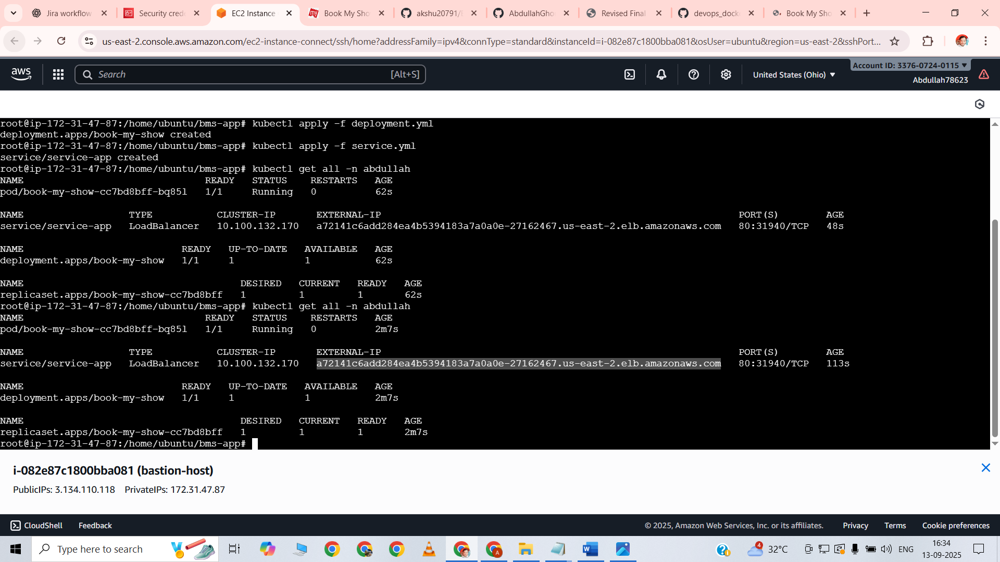 Jira workflow
Security cred
EC2 Instance
Book My Sho
akshu20791/
AbdullahGho
Revised Final
devops_dock
Book My Sho
us-east-2.console.aws.amazon.com/ec2-instance-connect/ssh/home?addressFamily=ipv4&connType=standard&instanceId=i-082e87c1800bba081&osUser=ubuntu&region=us-east-2&sshPort...
aws
Search
[Alt+S]
United States (Ohio)
Account ID: 3376-0724-0115
Abdullah78623
root@ip-172-31-47-87:/home/ubuntu/bms-app# kubectl apply -f deployment.yml
deployment.apps/book-my-show created
root@ip-172-31-47-87:/home/ubuntu/bms-app# kubectl apply -f service.yml
service/service-app created
root@ip-172-31-47-87:/home/ubuntu/bms-app# kubectl get all -n abdullah
NAME READY STATUS RESTARTS AGE
pod/book-my-show-cc7bd8bff-bq85l 1/1 Running 0 62s
NAME TYPE CLUSTER-IP EXTERNAL-IP PORT(S) AGE
service/service-app LoadBalancer 10.100.132.170 a72141c6add284ea4b5394183a7a0a0e-27162467.us-east-2.elb.amazonaws.com 80:31940/TCP 48s
NAME READY UP-TO-DATE AVAILABLE AGE
deployment.apps/book-my-show 1/1 1 1 62s
NAME DESIRED CURRENT READY AGE
replicaset.apps/book-my-show-cc7bd8bff 1 1 1 62s
root@ip-172-31-47-87:/home/ubuntu/bms-app# kubectl get all -n abdullah
NAME READY STATUS RESTARTS AGE
pod/book-my-show-cc7bd8bff-bq85l 1/1 Running 0 2m7s
NAME TYPE CLUSTER-IP EXTERNAL-IP PORT(S) AGE
service/service-app LoadBalancer 10.100.132.170 a72141c6add284ea4b5394183a7a0a0e-27162467.us-east-2.elb.amazonaws.com 80:31940/TCP 113s
NAME READY UP-TO-DATE AVAILABLE AGE
deployment.apps/book-my-show 1/1 1 1 2m7s
NAME DESIRED CURRENT READY AGE
replicaset.apps/book-my-show-cc7bd8bff 1 1 1 2m7s
root@ip-172-31-47-87:/home/ubuntu/bms-app#
i-082e87c1800bba081 (bastion-host)
PublicIPs: 3.134.110.118 PrivateIPs: 172.31.47.87
CloudShell
Feedback
© 2025, Amazon Web Services, Inc. or its affiliates.
Privacy
Terms
Cookie preferences
Type here to search
4
32°C
ENG
16:34
13-09-2025